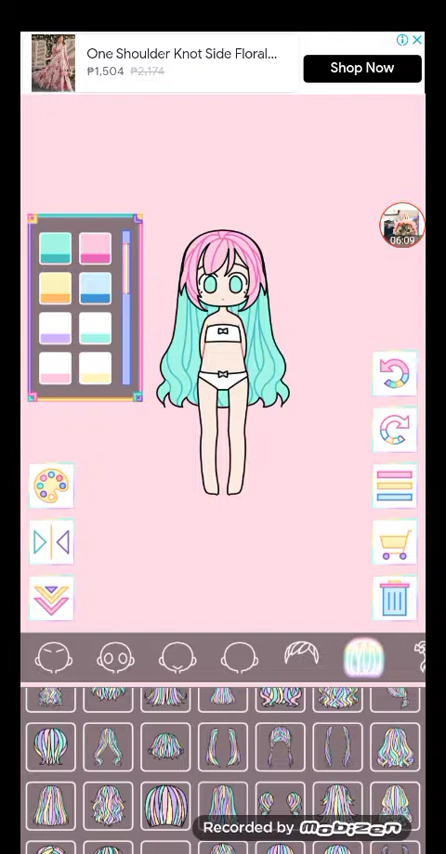 One Shoulder Knot Side Floral...
₱1,504 ₱2,174
Shop Now
06:09
Recorded by Mobizen